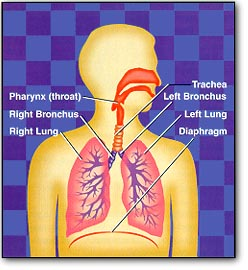 Trachea
Pharynx (throat)
Left Bronchus
Right Bronchus
Left Lung
Right Lung
Diaphragm